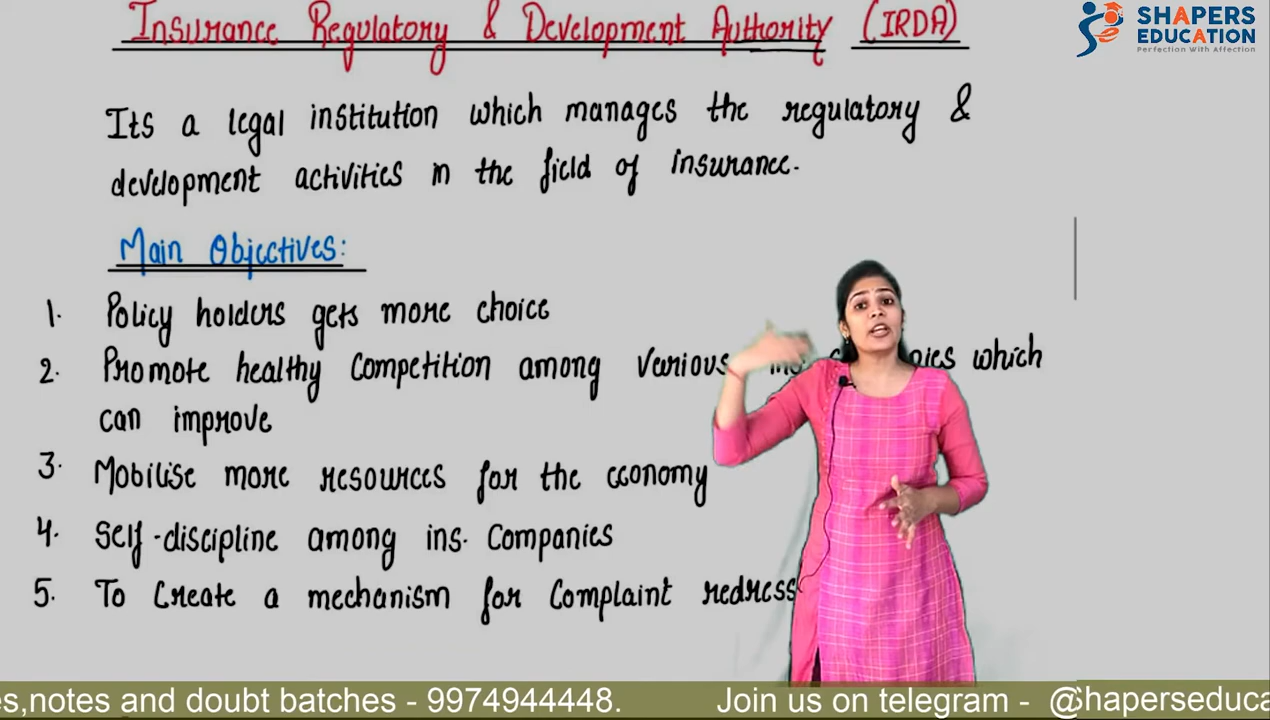 Insurance Regulatory & Development Authority (IRDA)
SHAPERS
EDUCATION
Perfection With Affection
Its a legal institution which manages the regulatory &
development activities in the field of insurance.
Main Objectives:
1. Policy holders gets more choice
2. Promote healthy competition among various which
can improve
3. Mobilise more resources for the economy
4. Self-discipline among ins. Companies
5. To create a mechanism for complaint redress
,notes and doubt batches - 9974944448. Join us on telegram -